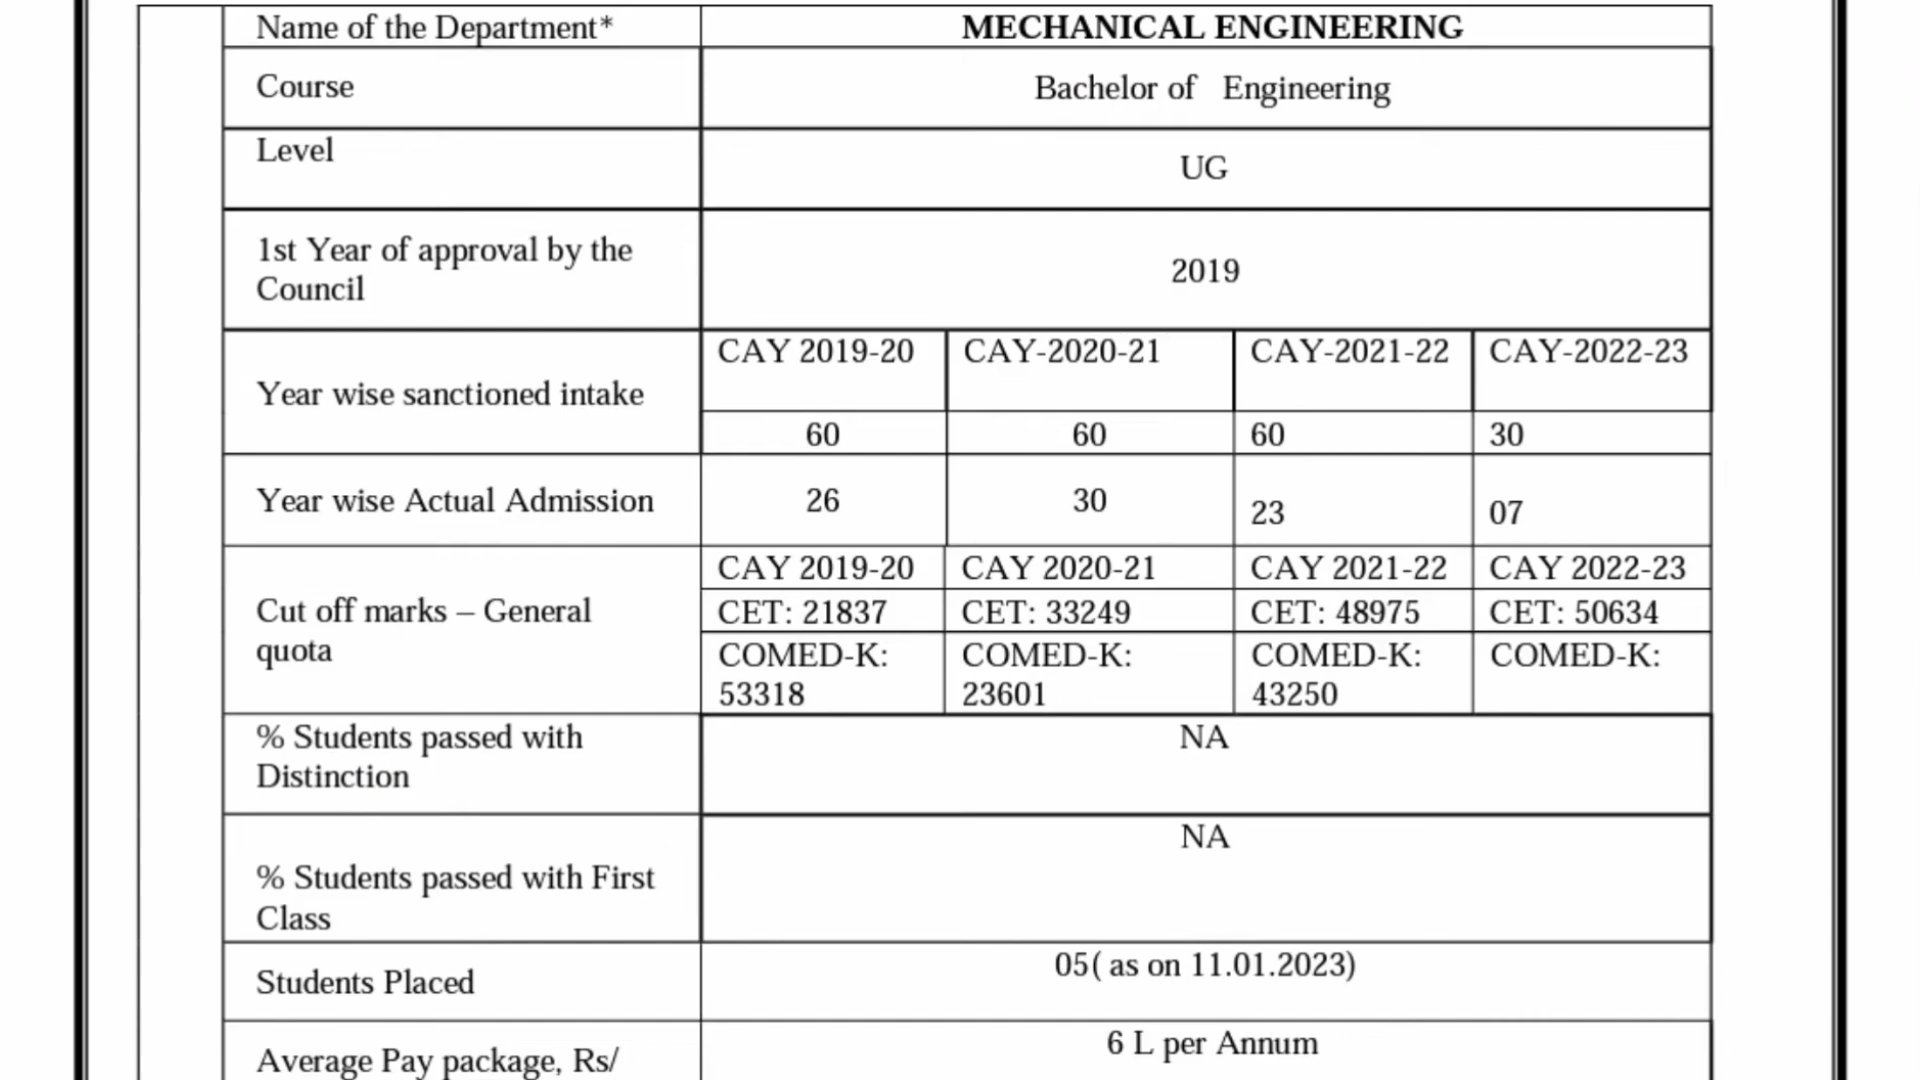 Name of the Department* MECHANICAL ENGINEERING
Course Bachelor of Engineering
Level UG
1st Year of approval by the
Council
2019
Year wise sanctioned intake
CAY 2019-20 CAY-2020-21 CAY-2021-22 CAY-2022-23
60 60 60 30
Year wise Actual Admission 26 30 23 07
Cut off marks – General
quota
CAY 2019-20 CAY 2020-21 CAY 2021-22 CAY 2022-23
CET: 21837 CET: 33249 CET: 48975 CET: 50634
COMED-K: COMED-K: COMED-K: COMED-K:
53318 23601 43250
% Students passed with
Distinction
NA
% Students passed with First
Class
NA
Students Placed 05( as on 11.01.2023)
Average Pay package, Rs/ 6 L per Annum